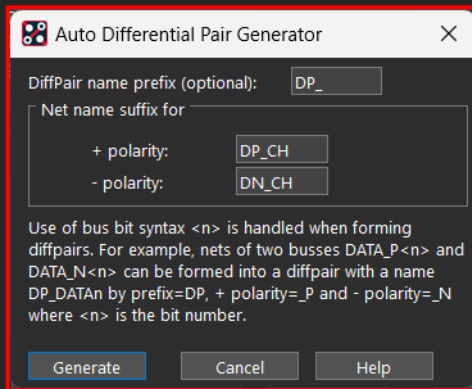 Auto Differential Pair Generator
DiffPair name prefix (optional): DP_
Net name suffix for
+ polarity: DP_CH
- polarity: DN_CH
Use of bus bit syntax <n> is handled when forming
diffpairs. For example, nets of two busses DATA_P<n> and
DATA_N<n> can be formed into a diffpair with a name
DP_DATAn by prefix=DP, + polarity=_P and - polarity=_N
where <n> is the bit number.
Generate Cancel Help